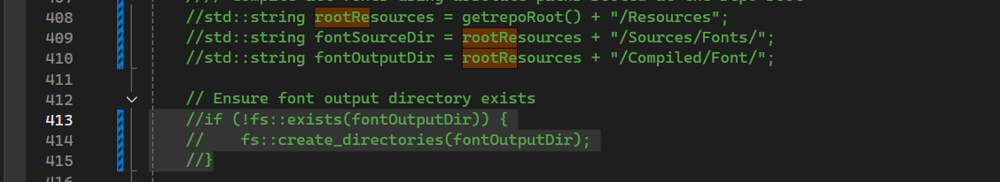 408 //std::string rootResources = getrepoRoot() + "/Resources";
409 //std::string fontSourceDir = rootResources + "/Sources/Fonts/";
410 //std::string fontOutputDir = rootResources + "/Compiled/Font/";
411
412 // Ensure font output directory exists
413 //if (!fs::exists(fontOutputDir)) {
414 //    fs::create_directories(fontOutputDir);
415 //}